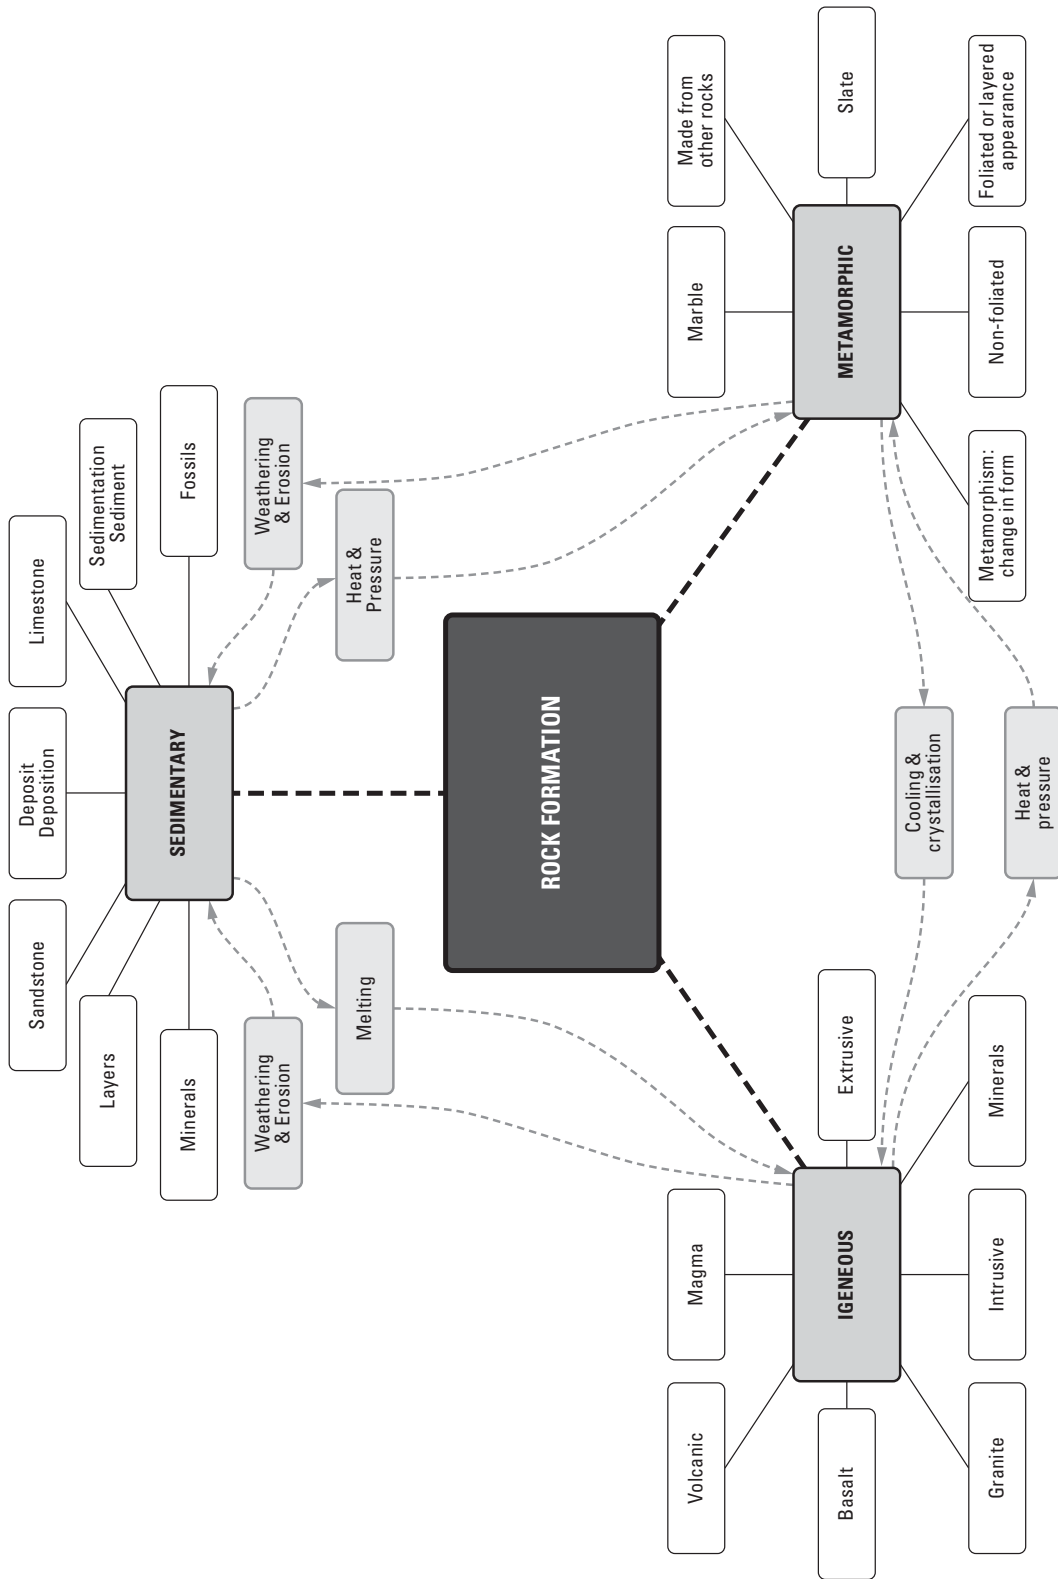 Sandstone
Deposit
Deposition
Limestone
Layers
Sedimentation
Sediment
Minerals
SEDIMENTARY
Fossils
Weathering
& Erosion
Weathering
& Erosion
Melting
Heat &
Pressure
ROCK FORMATION
Volcanic
Magma
Marble
Made from
other rocks
Basalt
IGENEOUS
Extrusive
METAMORPHIC
Slate
Cooling &
crystallisation
Granite
Intrusive
Minerals
Metamorphism:
change in form
Non-foliated
Foliated or layered
appearance
Heat &
pressure